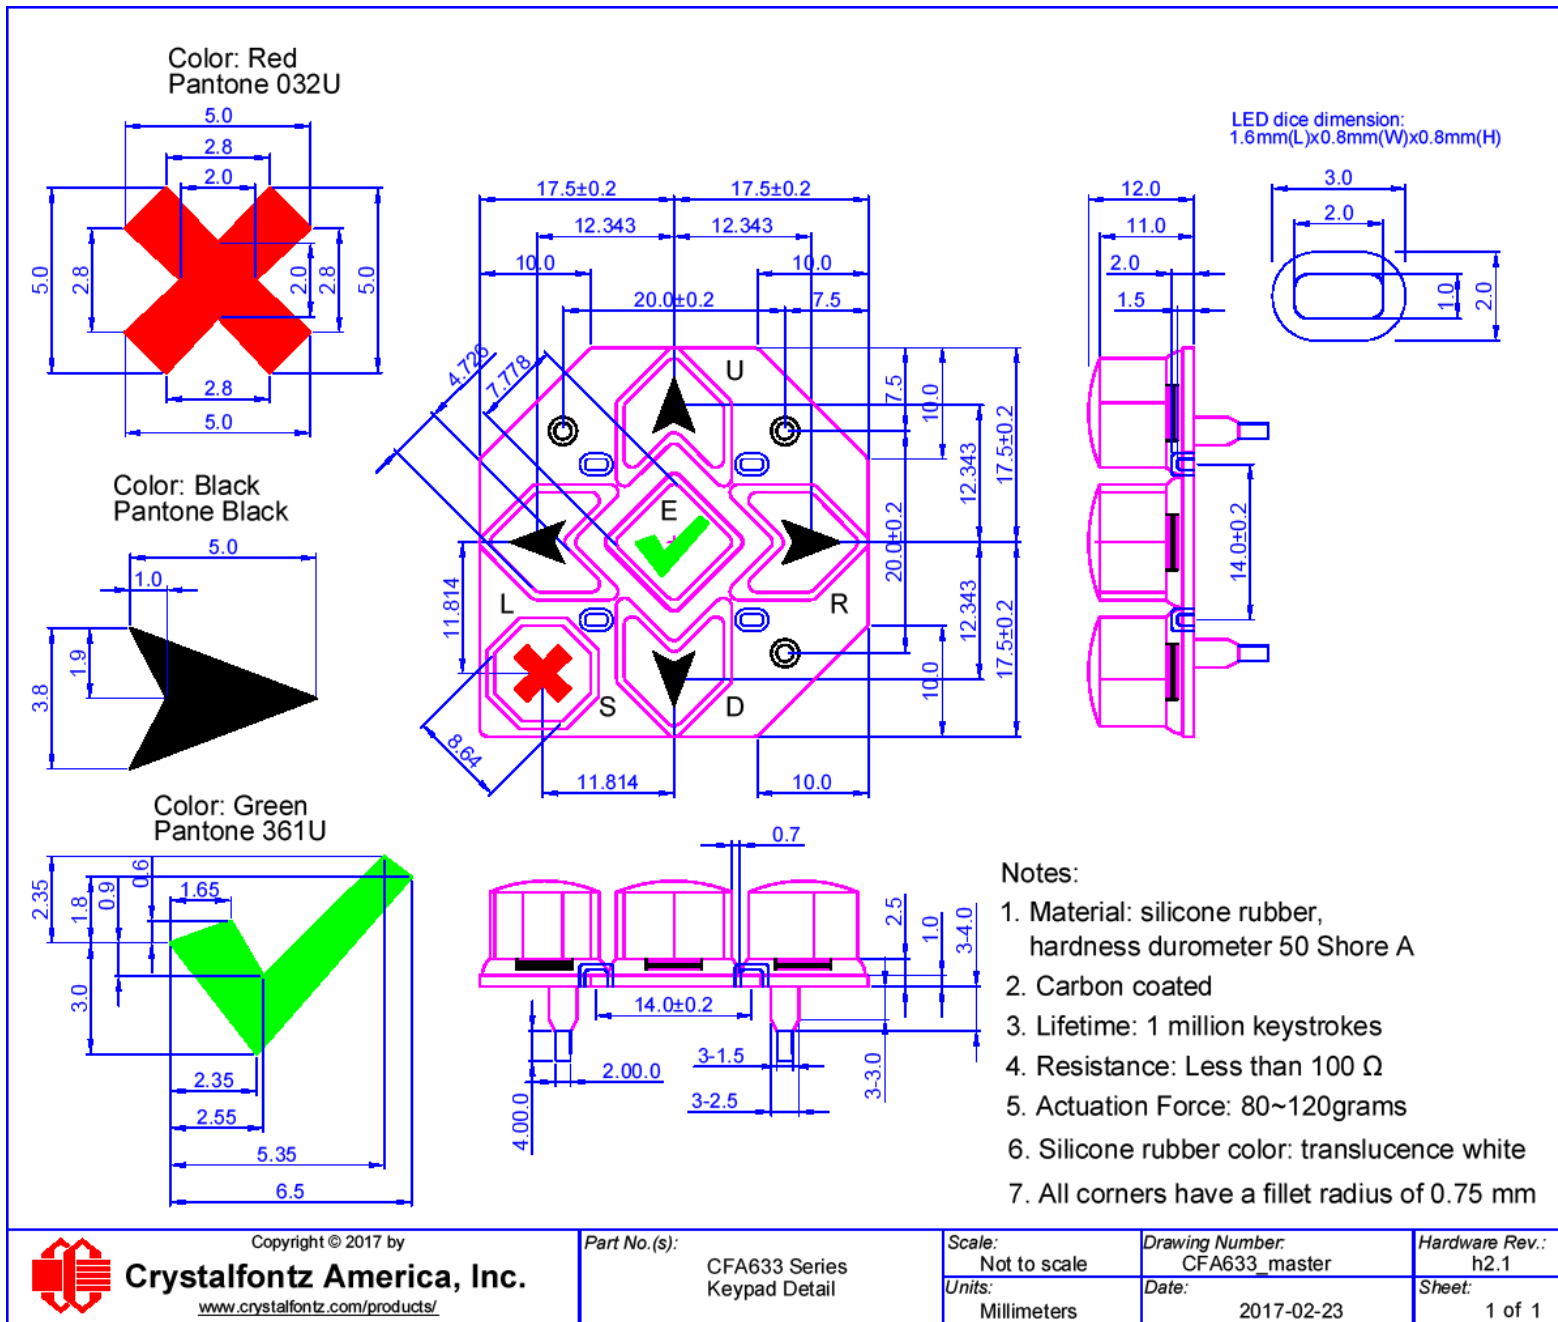 Color: Red
Pantone 032U
5.0
2.8
2.0
5.0
2.8
2.0
2.8
5.0
2.8
5.0
Color: Black
Pantone Black
5.0
1.0
1.9
3.8
Color: Green
Pantone 361U
2.35
1.8
0.9
0.6
1.65
3.0
2.35
2.55
5.35
6.5
17.5±0.2
17.5±0.2
12.343
12.343
10.0
10.0
20.0±0.2
7.5
4.726
7.778
U
E
L
R
S
D
7.5
10.0
12.343
17.5±0.2
20.0±0.2
12.343
17.5±0.2
10.0
11.814
8.64
11.814
10.0
12.0
11.0
2.0
1.5
14.0±0.2
LED dice dimension:
1.6mm(L)x0.8mm(W)x0.8mm(H)
3.0
2.0
1.0
2.0
0.7
2.5
1.0
3-4.0
14.0±0.2
3-1.5
2.00.0
3-2.5
4.00.0
3-3.0
Notes:
1. Material: silicone rubber,
hardness durometer 50 Shore A
2. Carbon coated
3. Lifetime: 1 million keystrokes
4. Resistance: Less than 100 Ω
5. Actuation Force: 80~120grams
6. Silicone rubber color: translucence white
7. All corners have a fillet radius of 0.75 mm
Copyright © 2017 by
Crystalfontz America, Inc.
www.crystalfontz.com/products/
Part No.(s):
CFA633 Series
Keypad Detail
Scale:
Not to scale
Units:
Millimeters
Drawing Number:
CFA633_master
Date:
2017-02-23
Hardware Rev.:
h2.1
Sheet:
1 of 1